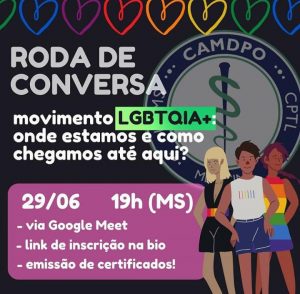 RODA DE
CONVERSA
CAMDPO
CPTL
movimento LGBTQIA+:
onde estamos e como
chegamos até aqui?
29/06 19h (MS)
- via Google Meet
- link de inscrição na bio
- emissão de certificados!